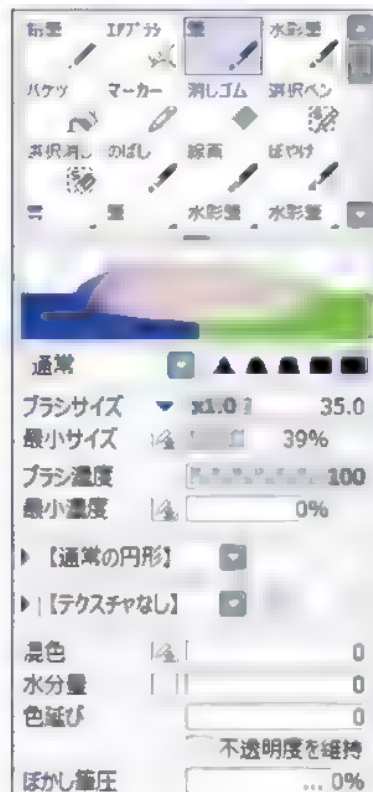 鉛筆 エアブラシ 筆 水彩筆
バケツ マーカー 消しゴム 選択ペン
選択消し のばし 線画 ぼやけ
筆 筆 水彩筆 水彩筆
通常
ブラシサイズ x1.0 35.0
最小サイズ 39%
ブラシ濃度 100
最小濃度 0%
【通常の円形】
【テクスチャなし】
混色 0
水分量 0
色延び 0
不透明度を維持
ぼかし筆圧 ... 0%